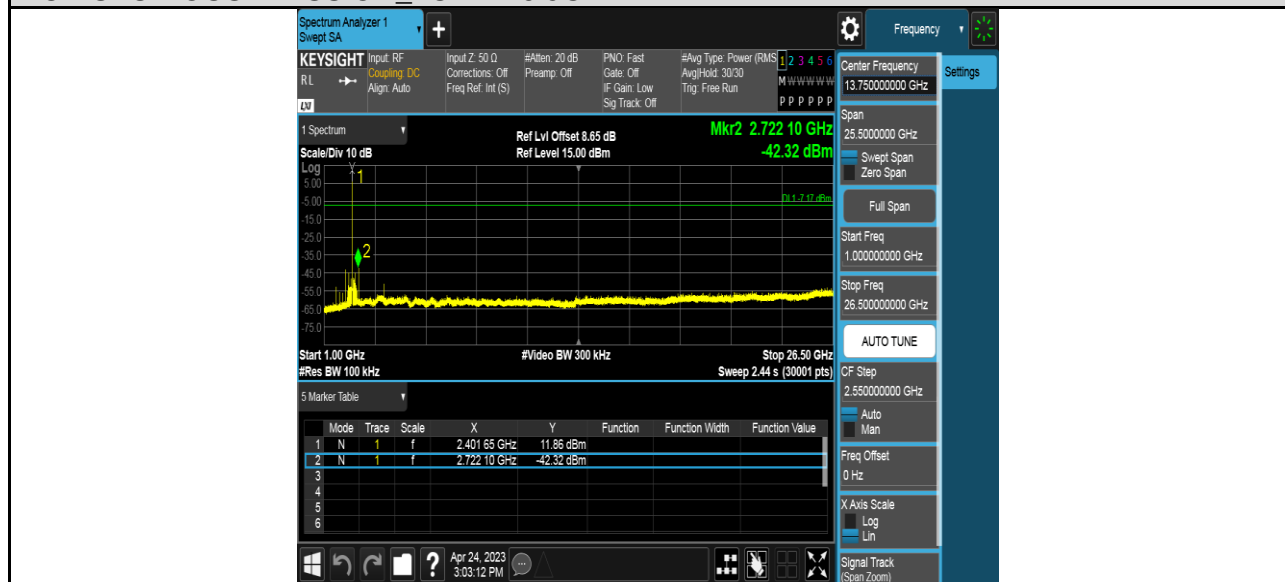 Spectrum Analyzer 1
Swept SA
+
Frequency
KEYSIGHT
RL
LXI
Input: RF
Coupling: DC
Align: Auto
Input Z: 50 Ω
Corrections: Off
Freq Ref: Int (S)
#Atten: 20 dB
Preamp: Off
PNO: Fast
Gate: Off
IF Gain: Low
Sig Track: Off
#Avg Type: Power (RMS
Avg|Hold: 30/30
Trig: Free Run
1 2 3 4 5 6
M W W W W W
P P P P P P
1 Spectrum
Scale/Div 10 dB
Ref Lvl Offset 8.65 dB
Ref Level 15.00 dBm
Mkr2 2.722 10 GHz
-42.32 dBm
Log
5.00
-5.00
-15.0
-25.0
-35.0
-45.0
-55.0
-65.0
-75.0
1
2
DL1 -7.17 dBm
Start 1.00 GHz
#Res BW 100 kHz
#Video BW 300 kHz
Stop 26.50 GHz
Sweep 2.44 s (30001 pts)
5 Marker Table
Mode Trace Scale X Y Function Function Width Function Value
1 N 1 f 2.401 65 GHz 11.86 dBm
2 N 1 f 2.722 10 GHz -42.32 dBm
3
4
5
6
?
Apr 24, 2023
3:03:12 PM
Center Frequency
13.750000000 GHz
Settings
Span
25.5000000 GHz
Swept Span
Zero Span
Full Span
Start Freq
1.000000000 GHz
Stop Freq
26.500000000 GHz
AUTO TUNE
CF Step
2.550000000 GHz
Auto
Man
Freq Offset
0 Hz
X Axis Scale
Log
Lin
Signal Track
(Span Zoom)